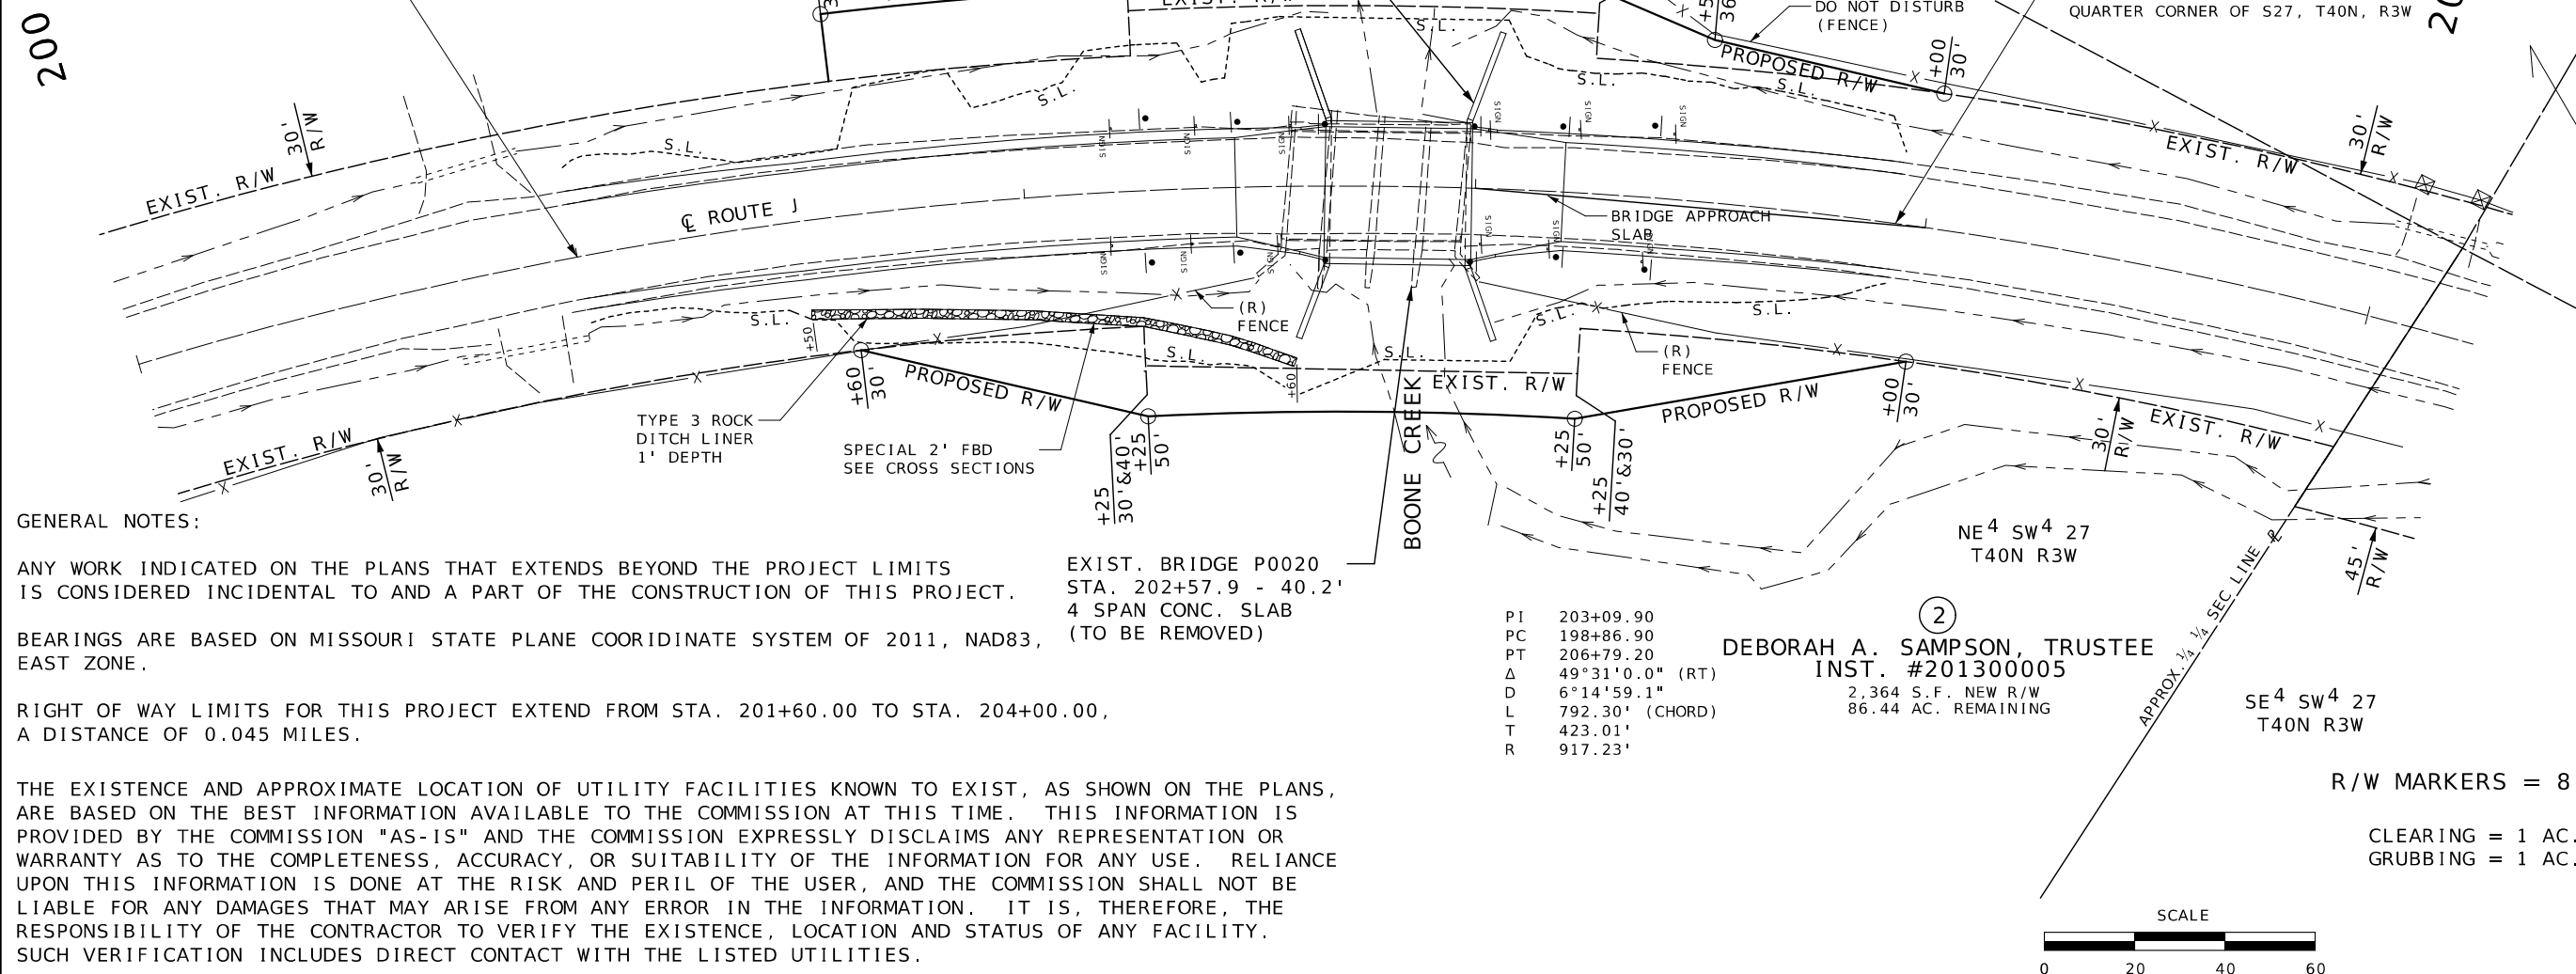 200
EXIST. R/W
S.L.
DO NOT DISTURB
(FENCE)
QUARTER CORNER OF S27, T40N, R3W
PROPOSED R/W
+00
30'
S.L.
S.L.
S.L.
S.L.
30'
R/W
EXIST. R/W
SIGN
SIGN
SIGN
SIGN
SIGN
SIGN
30'
R/W
EXIST. R/W
℄ ROUTE J
BRIDGE APPROACH
SLAB
SIGN
SIGN
SIGN
SIGN
SIGN
SIGN
(R)
FENCE
S.L.
S.L.
S.L.
S.L.
S.L.
(R)
FENCE
+50
+60
+60
30'
PROPOSED R/W
EXIST. R/W
PROPOSED R/W
+00
30'
30'
R/W
EXIST. R/W
TYPE 3 ROCK
DITCH LINER
1' DEPTH
SPECIAL 2' FBD
SEE CROSS SECTIONS
EXIST. R/W
30'
R/W
+25
30'&40'
+25
50'
BOONE CREEK
+25
50'
+25
40'&30'
EXIST. BRIDGE P0020
STA. 202+57.9 - 40.2'
4 SPAN CONC. SLAB
(TO BE REMOVED)
NE4 SW4 27
T40N R3W
45'
R/W
APPROX. ¼ ¼ SEC LINE ⅊
GENERAL NOTES:
ANY WORK INDICATED ON THE PLANS THAT EXTENDS BEYOND THE PROJECT LIMITS
IS CONSIDERED INCIDENTAL TO AND A PART OF THE CONSTRUCTION OF THIS PROJECT.
BEARINGS ARE BASED ON MISSOURI STATE PLANE COORIDINATE SYSTEM OF 2011, NAD83,
EAST ZONE.
RIGHT OF WAY LIMITS FOR THIS PROJECT EXTEND FROM STA. 201+60.00 TO STA. 204+00.00,
A DISTANCE OF 0.045 MILES.
THE EXISTENCE AND APPROXIMATE LOCATION OF UTILITY FACILITIES KNOWN TO EXIST, AS SHOWN ON THE PLANS,
ARE BASED ON THE BEST INFORMATION AVAILABLE TO THE COMMISSION AT THIS TIME. THIS INFORMATION IS
PROVIDED BY THE COMMISSION "AS-IS" AND THE COMMISSION EXPRESSLY DISCLAIMS ANY REPRESENTATION OR
WARRANTY AS TO THE COMPLETENESS, ACCURACY, OR SUITABILITY OF THE INFORMATION FOR ANY USE. RELIANCE
UPON THIS INFORMATION IS DONE AT THE RISK AND PERIL OF THE USER, AND THE COMMISSION SHALL NOT BE
LIABLE FOR ANY DAMAGES THAT MAY ARISE FROM ANY ERROR IN THE INFORMATION. IT IS, THEREFORE, THE
RESPONSIBILITY OF THE CONTRACTOR TO VERIFY THE EXISTENCE, LOCATION AND STATUS OF ANY FACILITY.
SUCH VERIFICATION INCLUDES DIRECT CONTACT WITH THE LISTED UTILITIES.
PI 203+09.90
PC 198+86.90
PT 206+79.20
Δ 49°31'0.0" (RT)
D 6°14'59.1"
L 792.30' (CHORD)
T 423.01'
R 917.23'
2
DEBORAH A. SAMPSON, TRUSTEE
INST. #201300005
2,364 S.F. NEW R/W
86.44 AC. REMAINING
SE4 SW4 27
T40N R3W
R/W MARKERS = 8
CLEARING = 1 AC.
GRUBBING = 1 AC.
SCALE
0 20 40 60